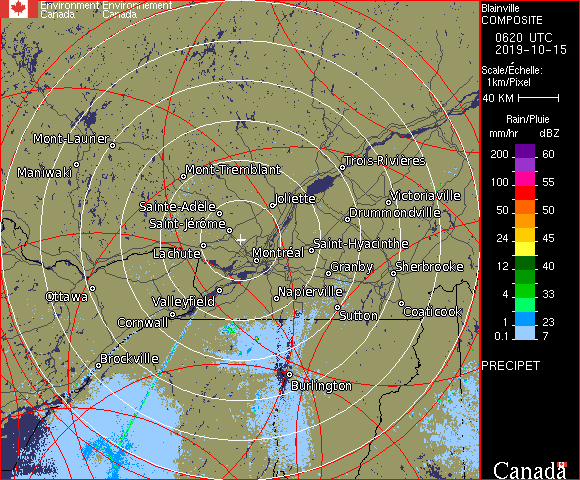 Environment Environnement
Canada Canada
Blainville
COMPOSITE
0620 UTC
2019-10-15
Scale/Échelle:
1km/Pixel
40 KM
Rain/Pluie
mm/hr dBZ
200 60
150 57
100 55
50 50
24 45
12 40
4 33
1 23
0.1 7
PRECIPET
Canada
Mont-Laurier
Maniwaki
Mont-Tremblant
Trois-Rivières
Joliette
Victoriaville
Sainte-Adèle
Drummondville
Saint-Jérôme
Lachute
Montréal
Saint-Hyacinthe
Granby
Sherbrooke
Ottawa
Valleyfield
Napierville
Cornwall
Sutton
Coaticook
Brockville
Burlington